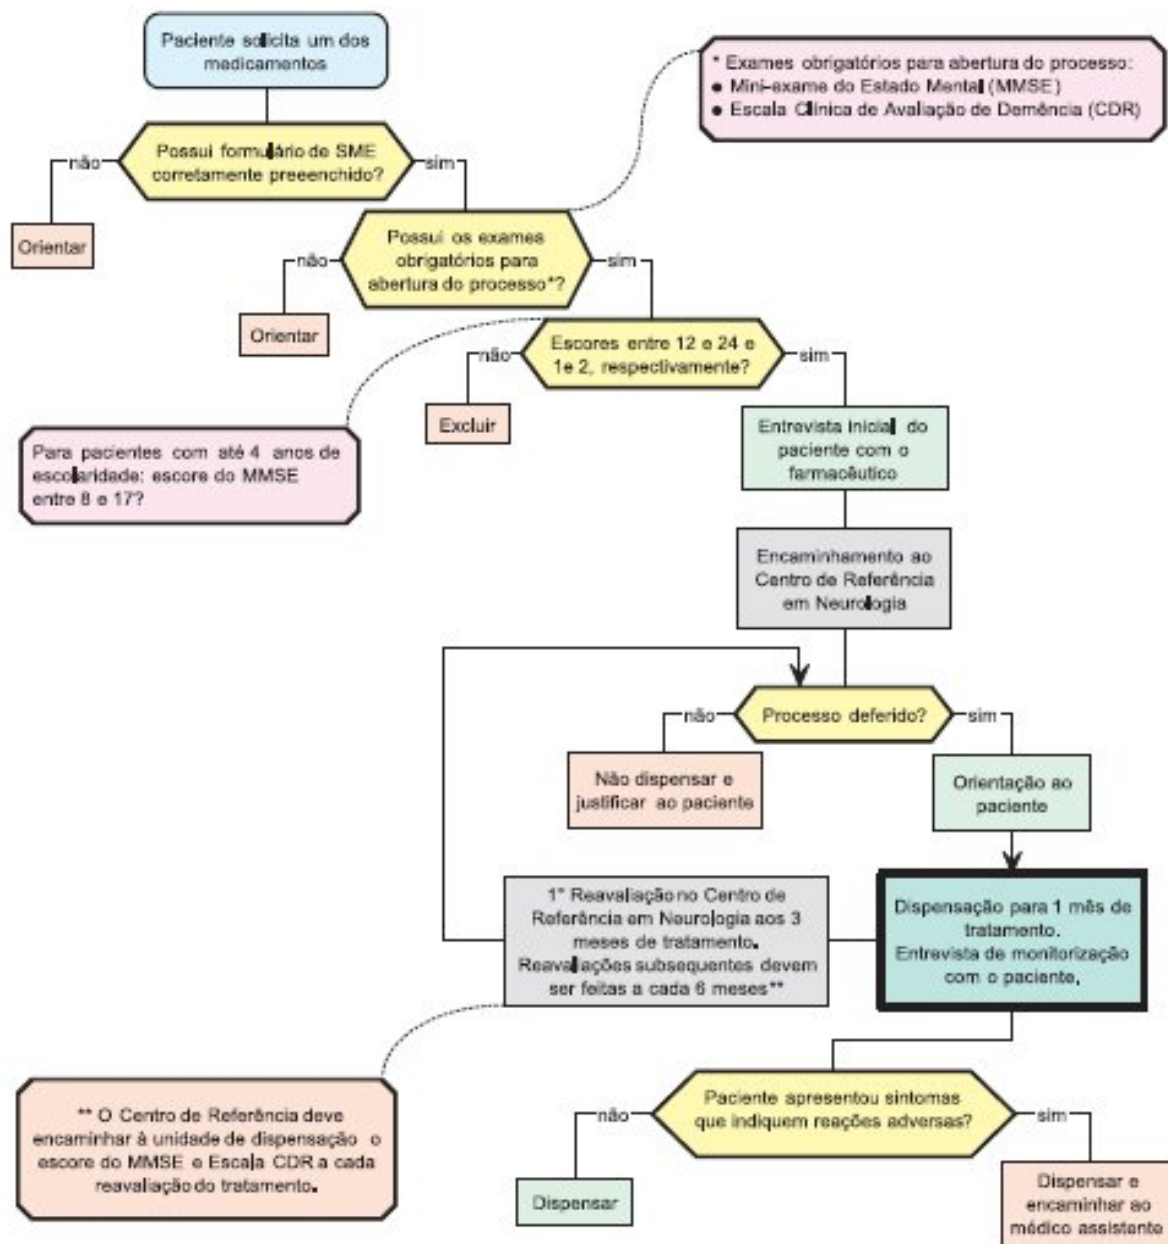 Paciente solicita um dos
medicamentos
* Exames obrigatórios para abertura do processo:
● Mini-exame do Estado Mental (MMSE)
● Escala Clínica de Avaliação de Demência (CDR)
não
Possui formulário de SME
corretamente preeenchido?
sim
Orientar
não
Possui os exames
obrigatórios para
abertura do processo*?
sim
Orientar
não
Escores entre 12 e 24 e
1e 2, respectivamente?
sim
Excluir
Para pacientes com até 4 anos de
escolaridade: escore do MMSE
entre 8 e 17?
Entrevista inicial do
paciente com o
farmacêutico
Encaminhamento ao
Centro de Referência
em Neurologia
não
Processo deferido?
sim
Não dispensar e
justificar ao paciente
Orientação ao
paciente
1ª Reavaliação no Centro de
Referência em Neurologia aos 3
meses de tratamento.
Reavaliações subsequentes devem
ser feitas a cada 6 meses**
Dispensação para 1 mês de
tratamento.
Entrevista de monitorização
com o paciente.
** O Centro de Referência deve
encaminhar à unidade de dispensação o
escore do MMSE e Escala CDR a cada
reavaliação do tratamento.
não
Paciente apresentou sintomas
que indiquem reações adversas?
sim
Dispensar
Dispensar e
encaminhar ao
médico assistente